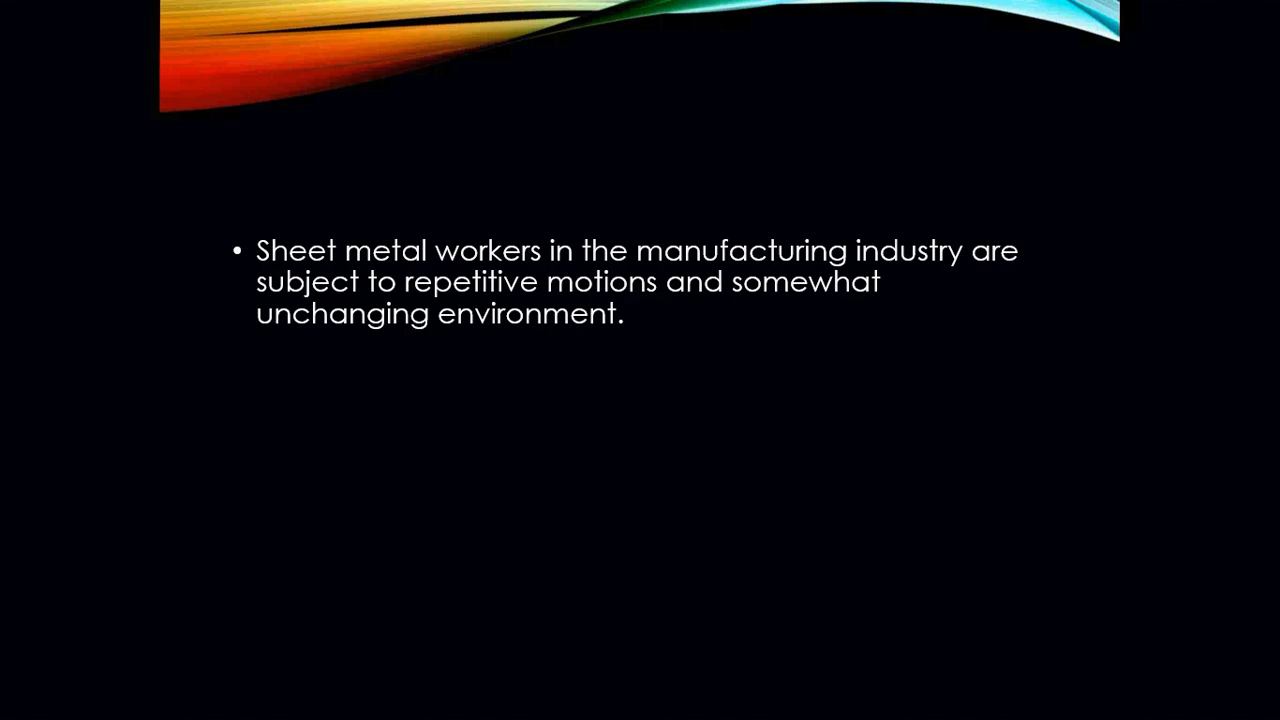 • Sheet metal workers in the manufacturing industry are
subject to repetitive motions and somewhat
unchanging environment.